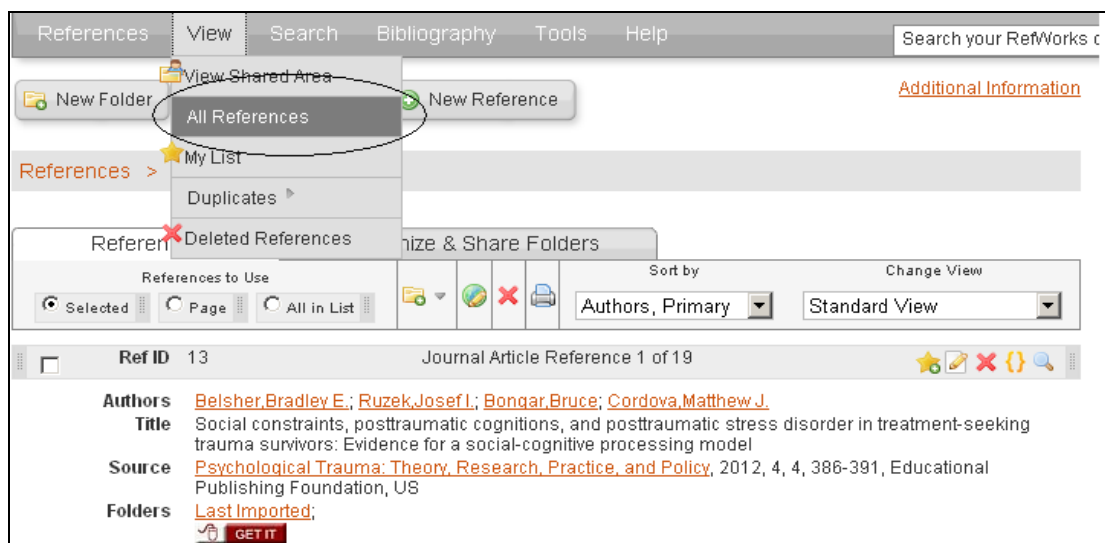 References View Search Bibliography Tools Help
Search your RefWorks
View Shared Area
New Folder
New Reference
Additional Information
All References
My List
References >
Duplicates
Deleted References
Referen
nize & Share Folders
References to Use
Sort by
Change View
Selected Page All in List
Authors, Primary
Standard View
Ref ID 13 Journal Article Reference 1 of 19
Authors Belsher,Bradley E.; Ruzek,Josef I.; Bongar,Bruce; Cordova,Matthew J.
Title Social constraints, posttraumatic cognitions, and posttraumatic stress disorder in treatment-seeking
trauma survivors: Evidence for a social-cognitive processing model
Source Psychological Trauma: Theory, Research, Practice, and Policy, 2012, 4, 4, 386-391, Educational
Publishing Foundation, US
Folders Last Imported;
GET IT